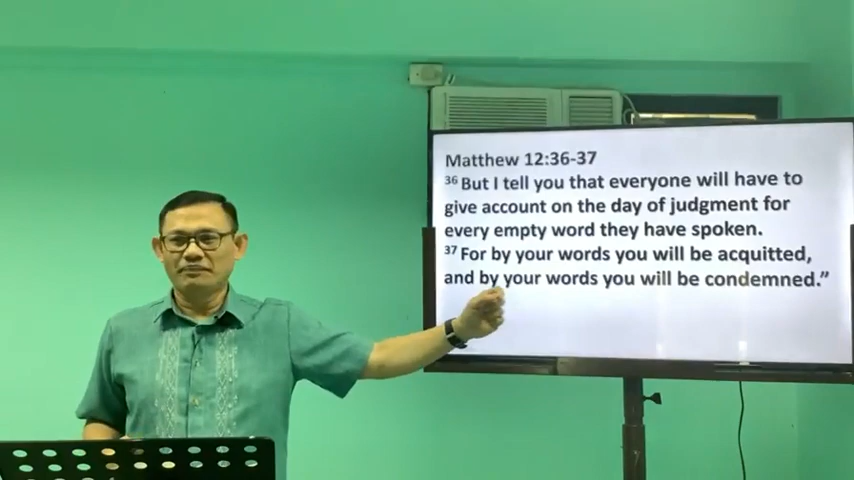 Matthew 12:36-37
³⁶ But I tell you that everyone will have to
give account on the day of judgment for
every empty word they have spoken.
³⁷ For by your words you will be acquitted,
and by your words you will be condemned.”